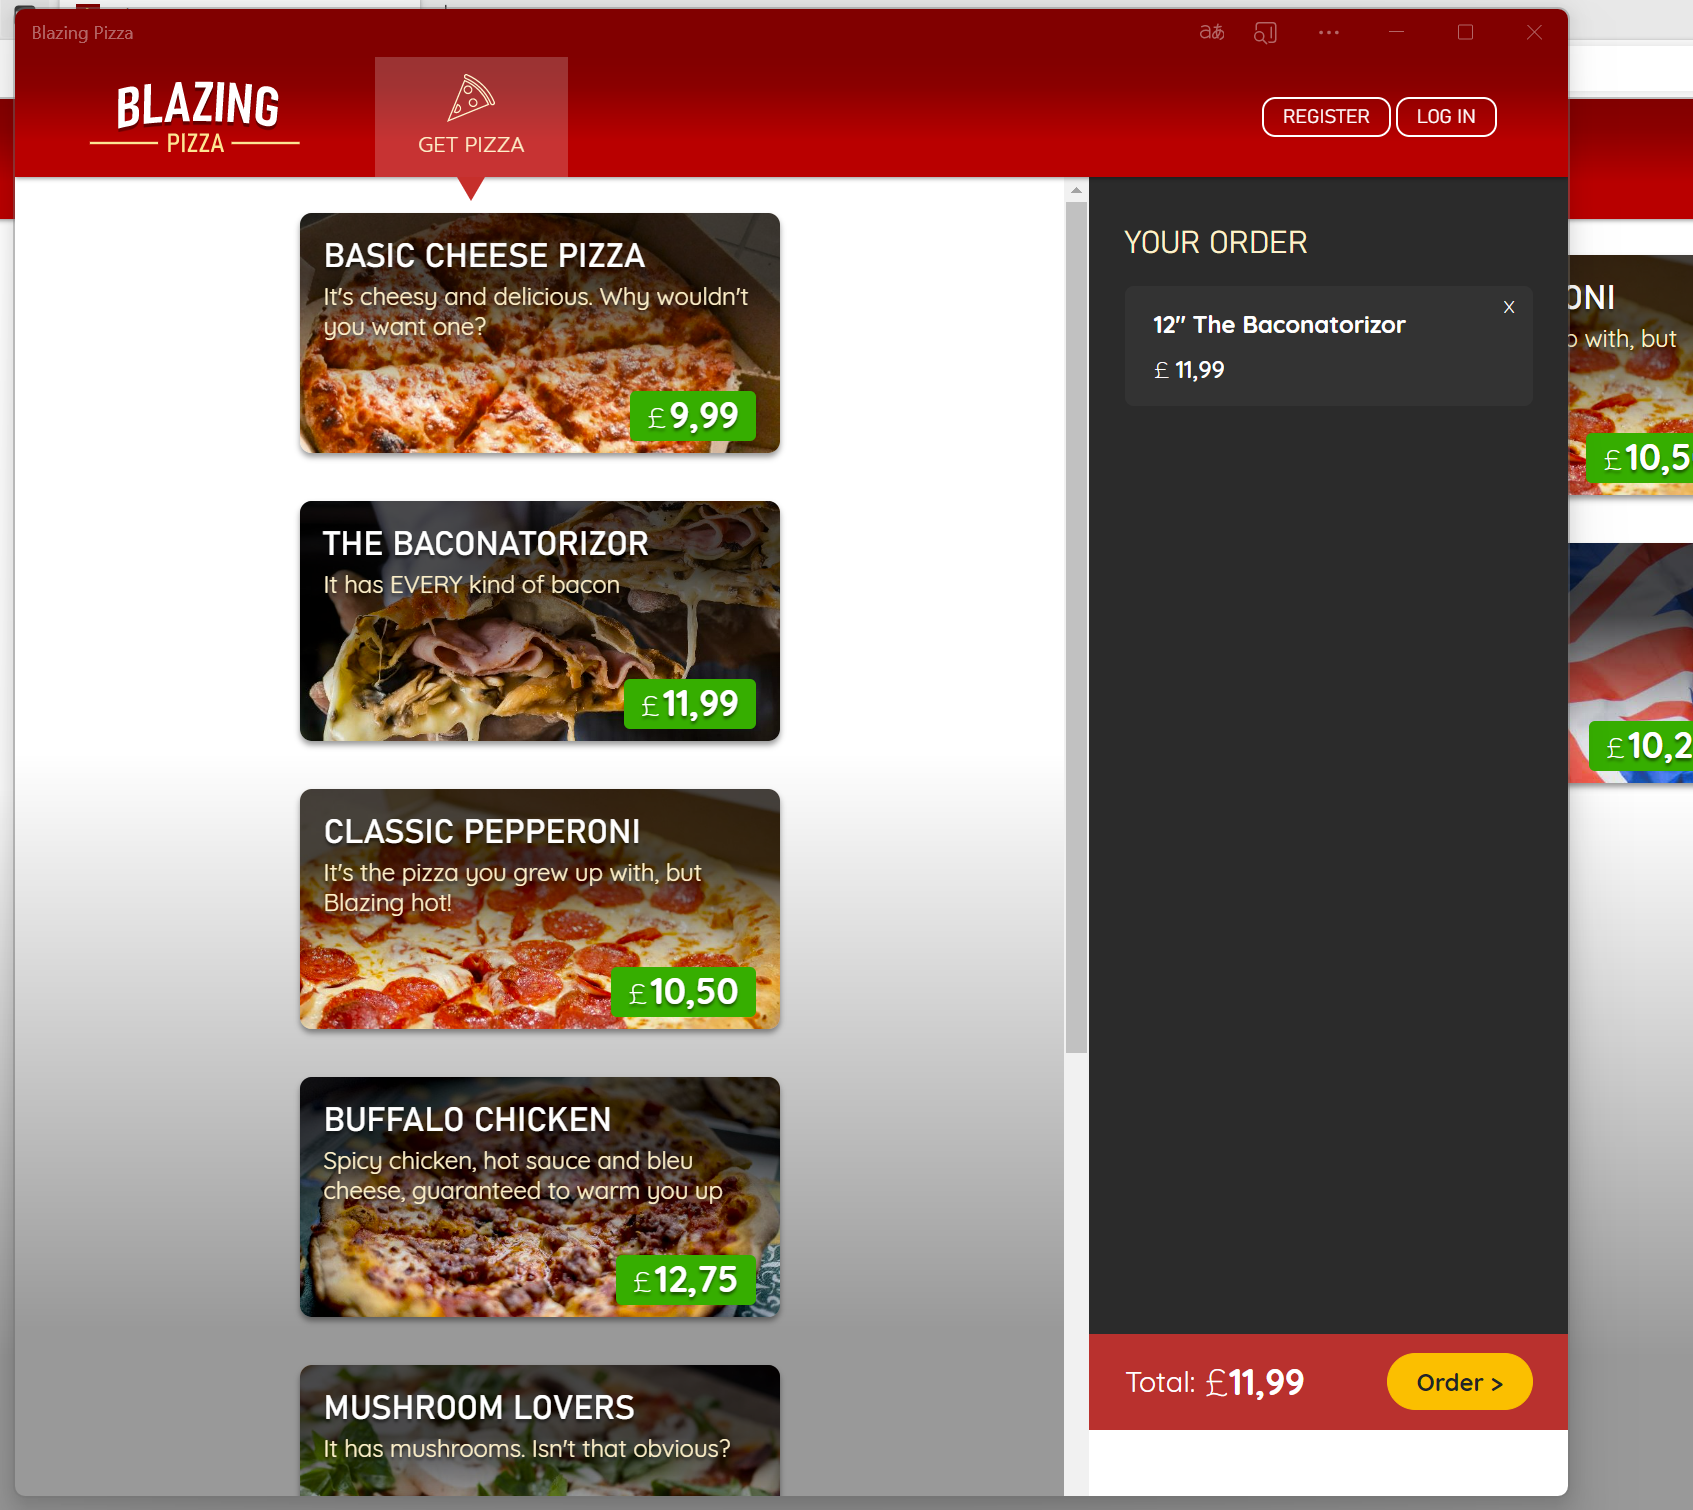 Blazing Pizza
aあ
BLAZING
PIZZA
GET PIZZA
REGISTER
LOG IN
BASIC CHEESE PIZZA
It's cheesy and delicious. Why wouldn't
you want one?
£9,99
THE BACONATORIZOR
It has EVERY kind of bacon
£11,99
CLASSIC PEPPERONI
It's the pizza you grew up with, but
Blazing hot!
£10,50
BUFFALO CHICKEN
Spicy chicken, hot sauce and bleu
cheese, guaranteed to warm you up
£12,75
MUSHROOM LOVERS
It has mushrooms. Isn't that obvious?
YOUR ORDER
X
12" The Baconatorizor
£ 11,99
Total: £11,99
Order >
ONI
with, but
£10,5
£10,2